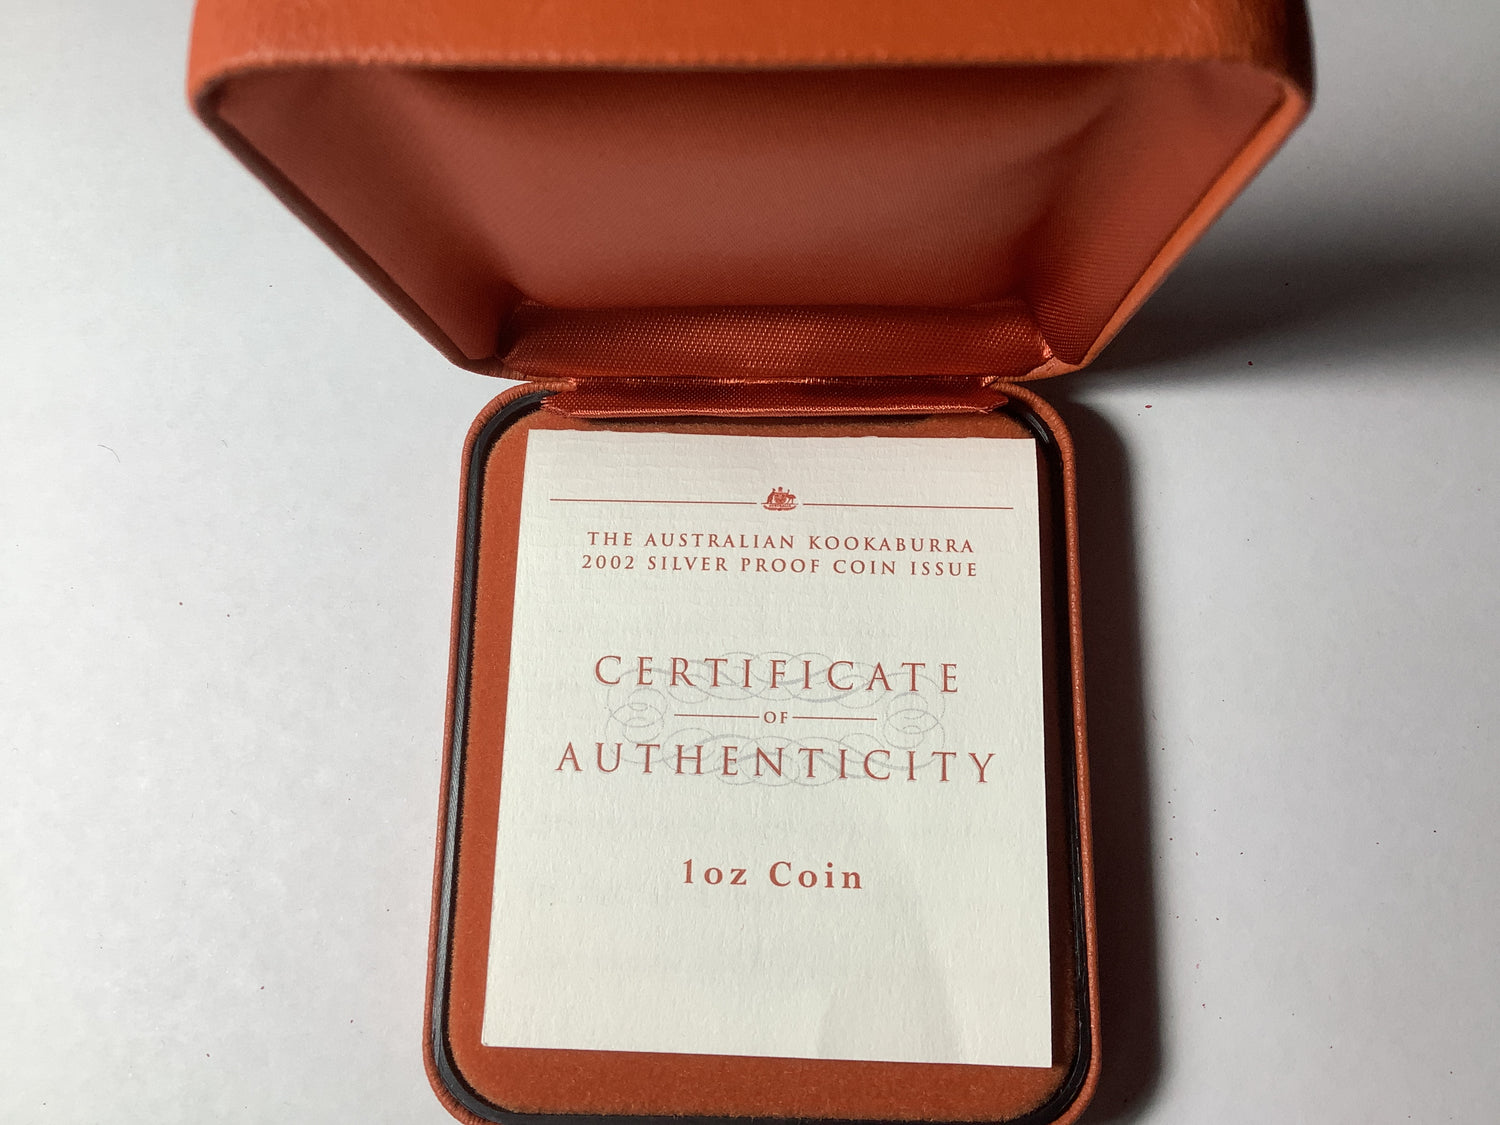 THE AUSTRALIAN KOOKABURRA
2002 SILVER PROOF COIN ISSUE
CERTIFICATE
OF
AUTHENTICITY
1oz Coin